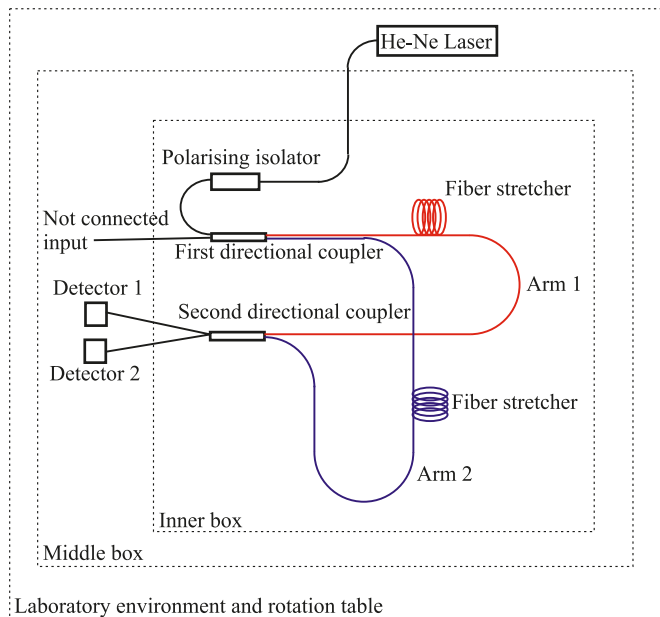 He-Ne Laser
Polarising isolator
Fiber stretcher
Not connected
input
First directional coupler
Arm 1
Detector 1
Second directional coupler
Detector 2
Fiber stretcher
Arm 2
Inner box
Middle box
Laboratory environment and rotation table